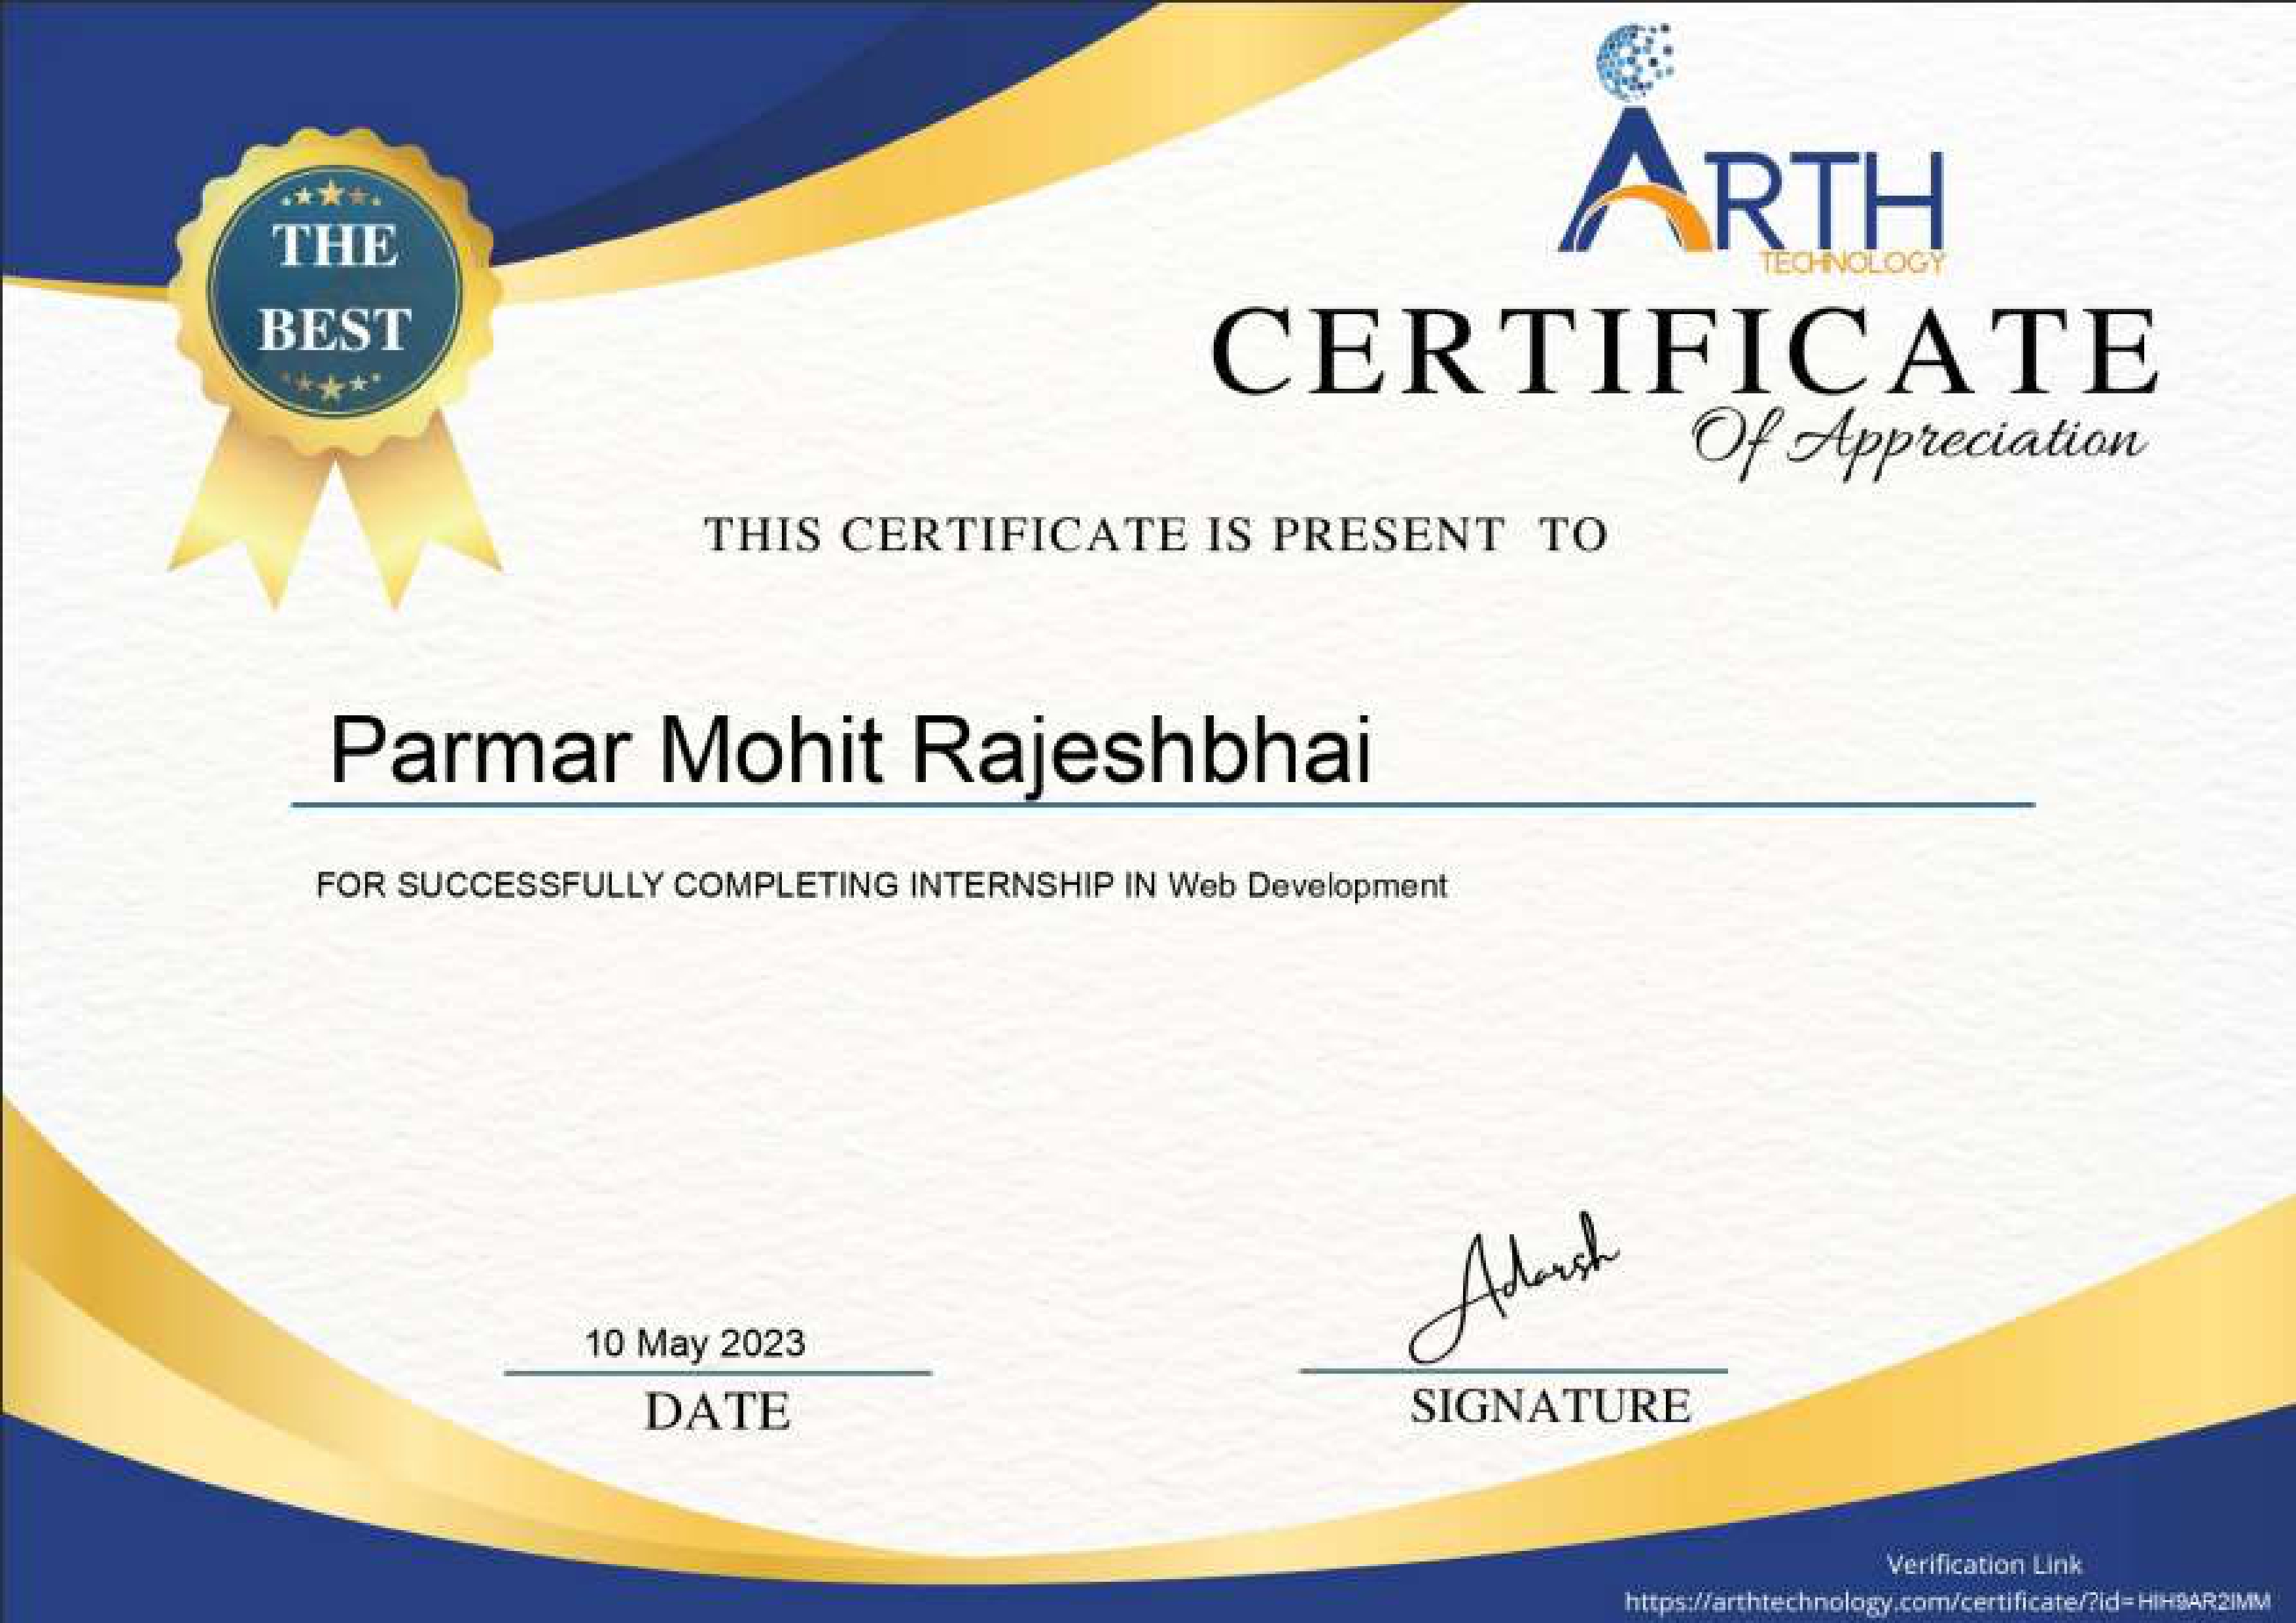 ARTH
TECHNOLOGY
THE
BEST
CERTIFICATE
Of Appreciation
THIS CERTIFICATE IS PRESENT TO
Parmar Mohit Rajeshbhai
FOR SUCCESSFULLY COMPLETING INTERNSHIP IN Web Development
Adarsh
10 May 2023
DATE
SIGNATURE
Verification Link
https://arthtechnology.com/certificate/?id=HIH9AR2IMM